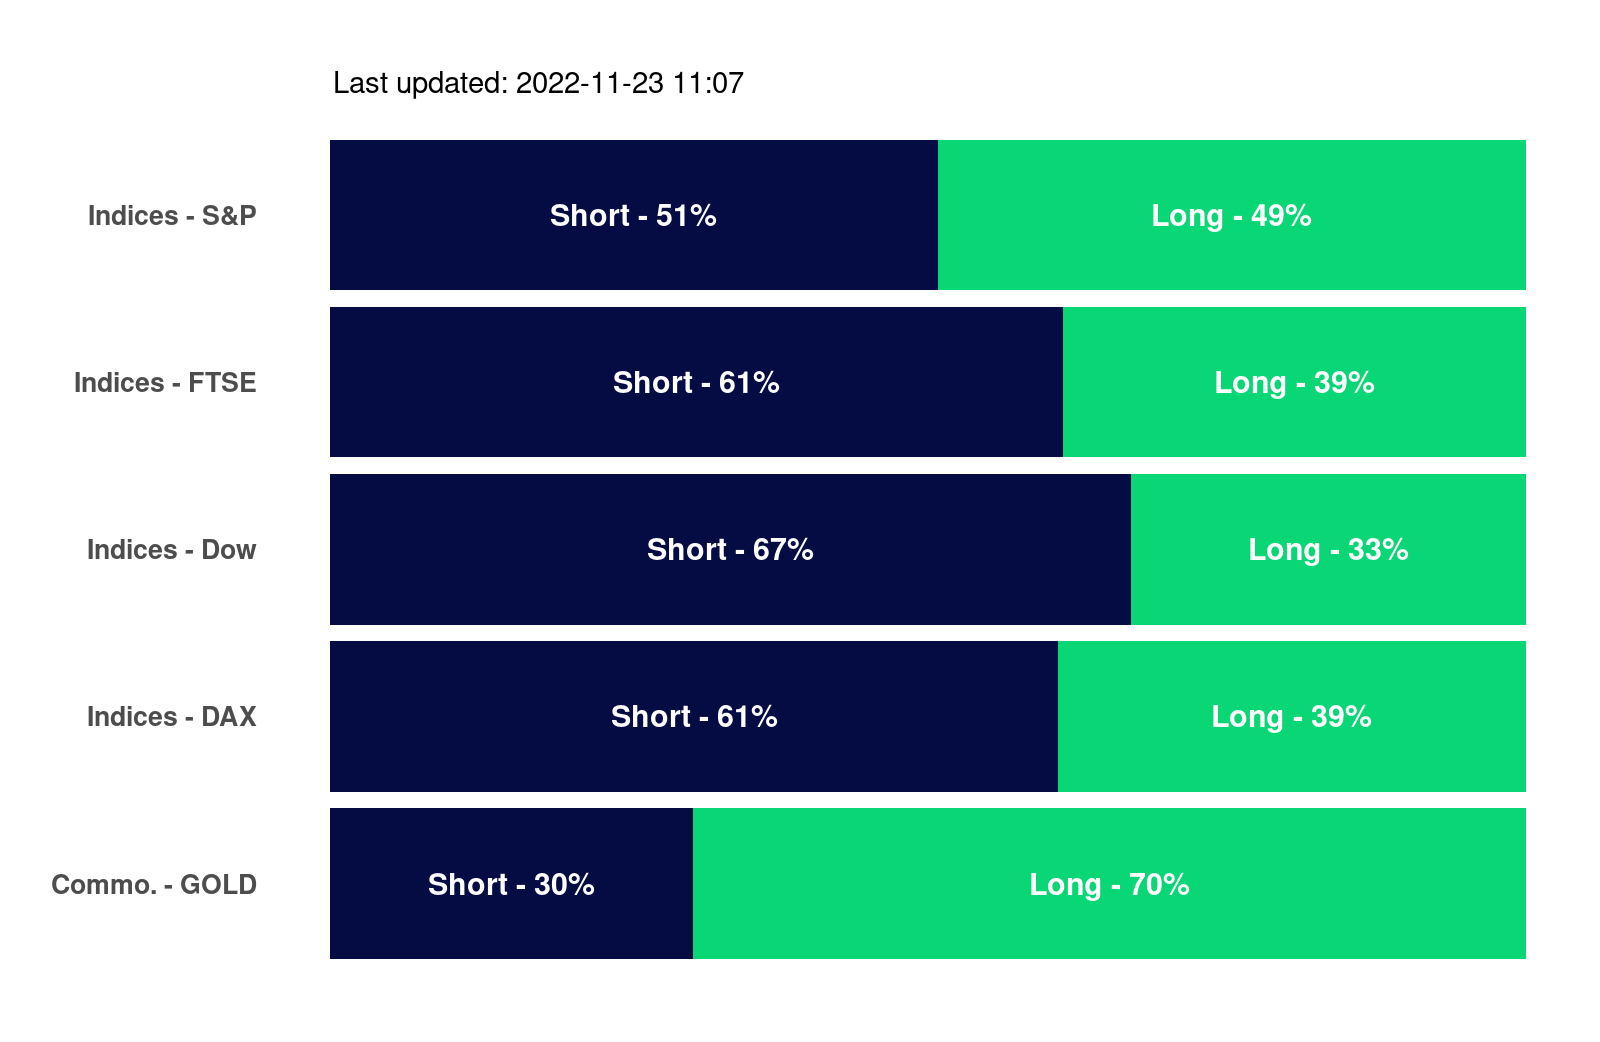 Last updated: 2022-11-23 11:07
Indices - S&P Short - 51% Long - 49%
Indices - FTSE Short - 61% Long - 39%
Indices - Dow Short - 67% Long - 33%
Indices - DAX Short - 61% Long - 39%
Commo. - GOLD Short - 30% Long - 70%